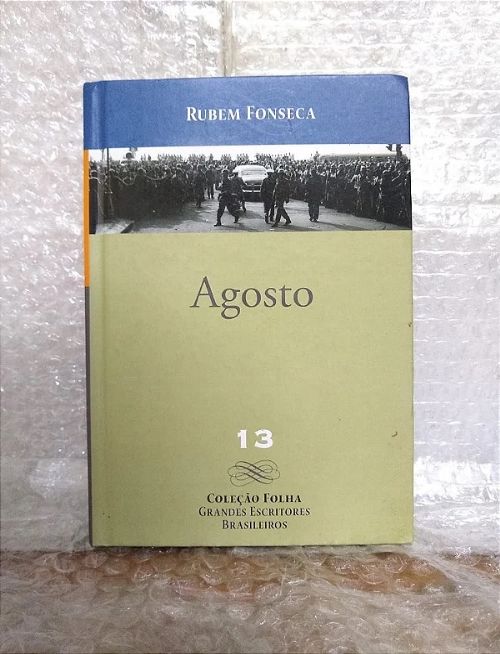 RUBEM FONSECA
Agosto
13
COLEÇÃO FOLHA
GRANDES ESCRITORES
BRASILEIROS